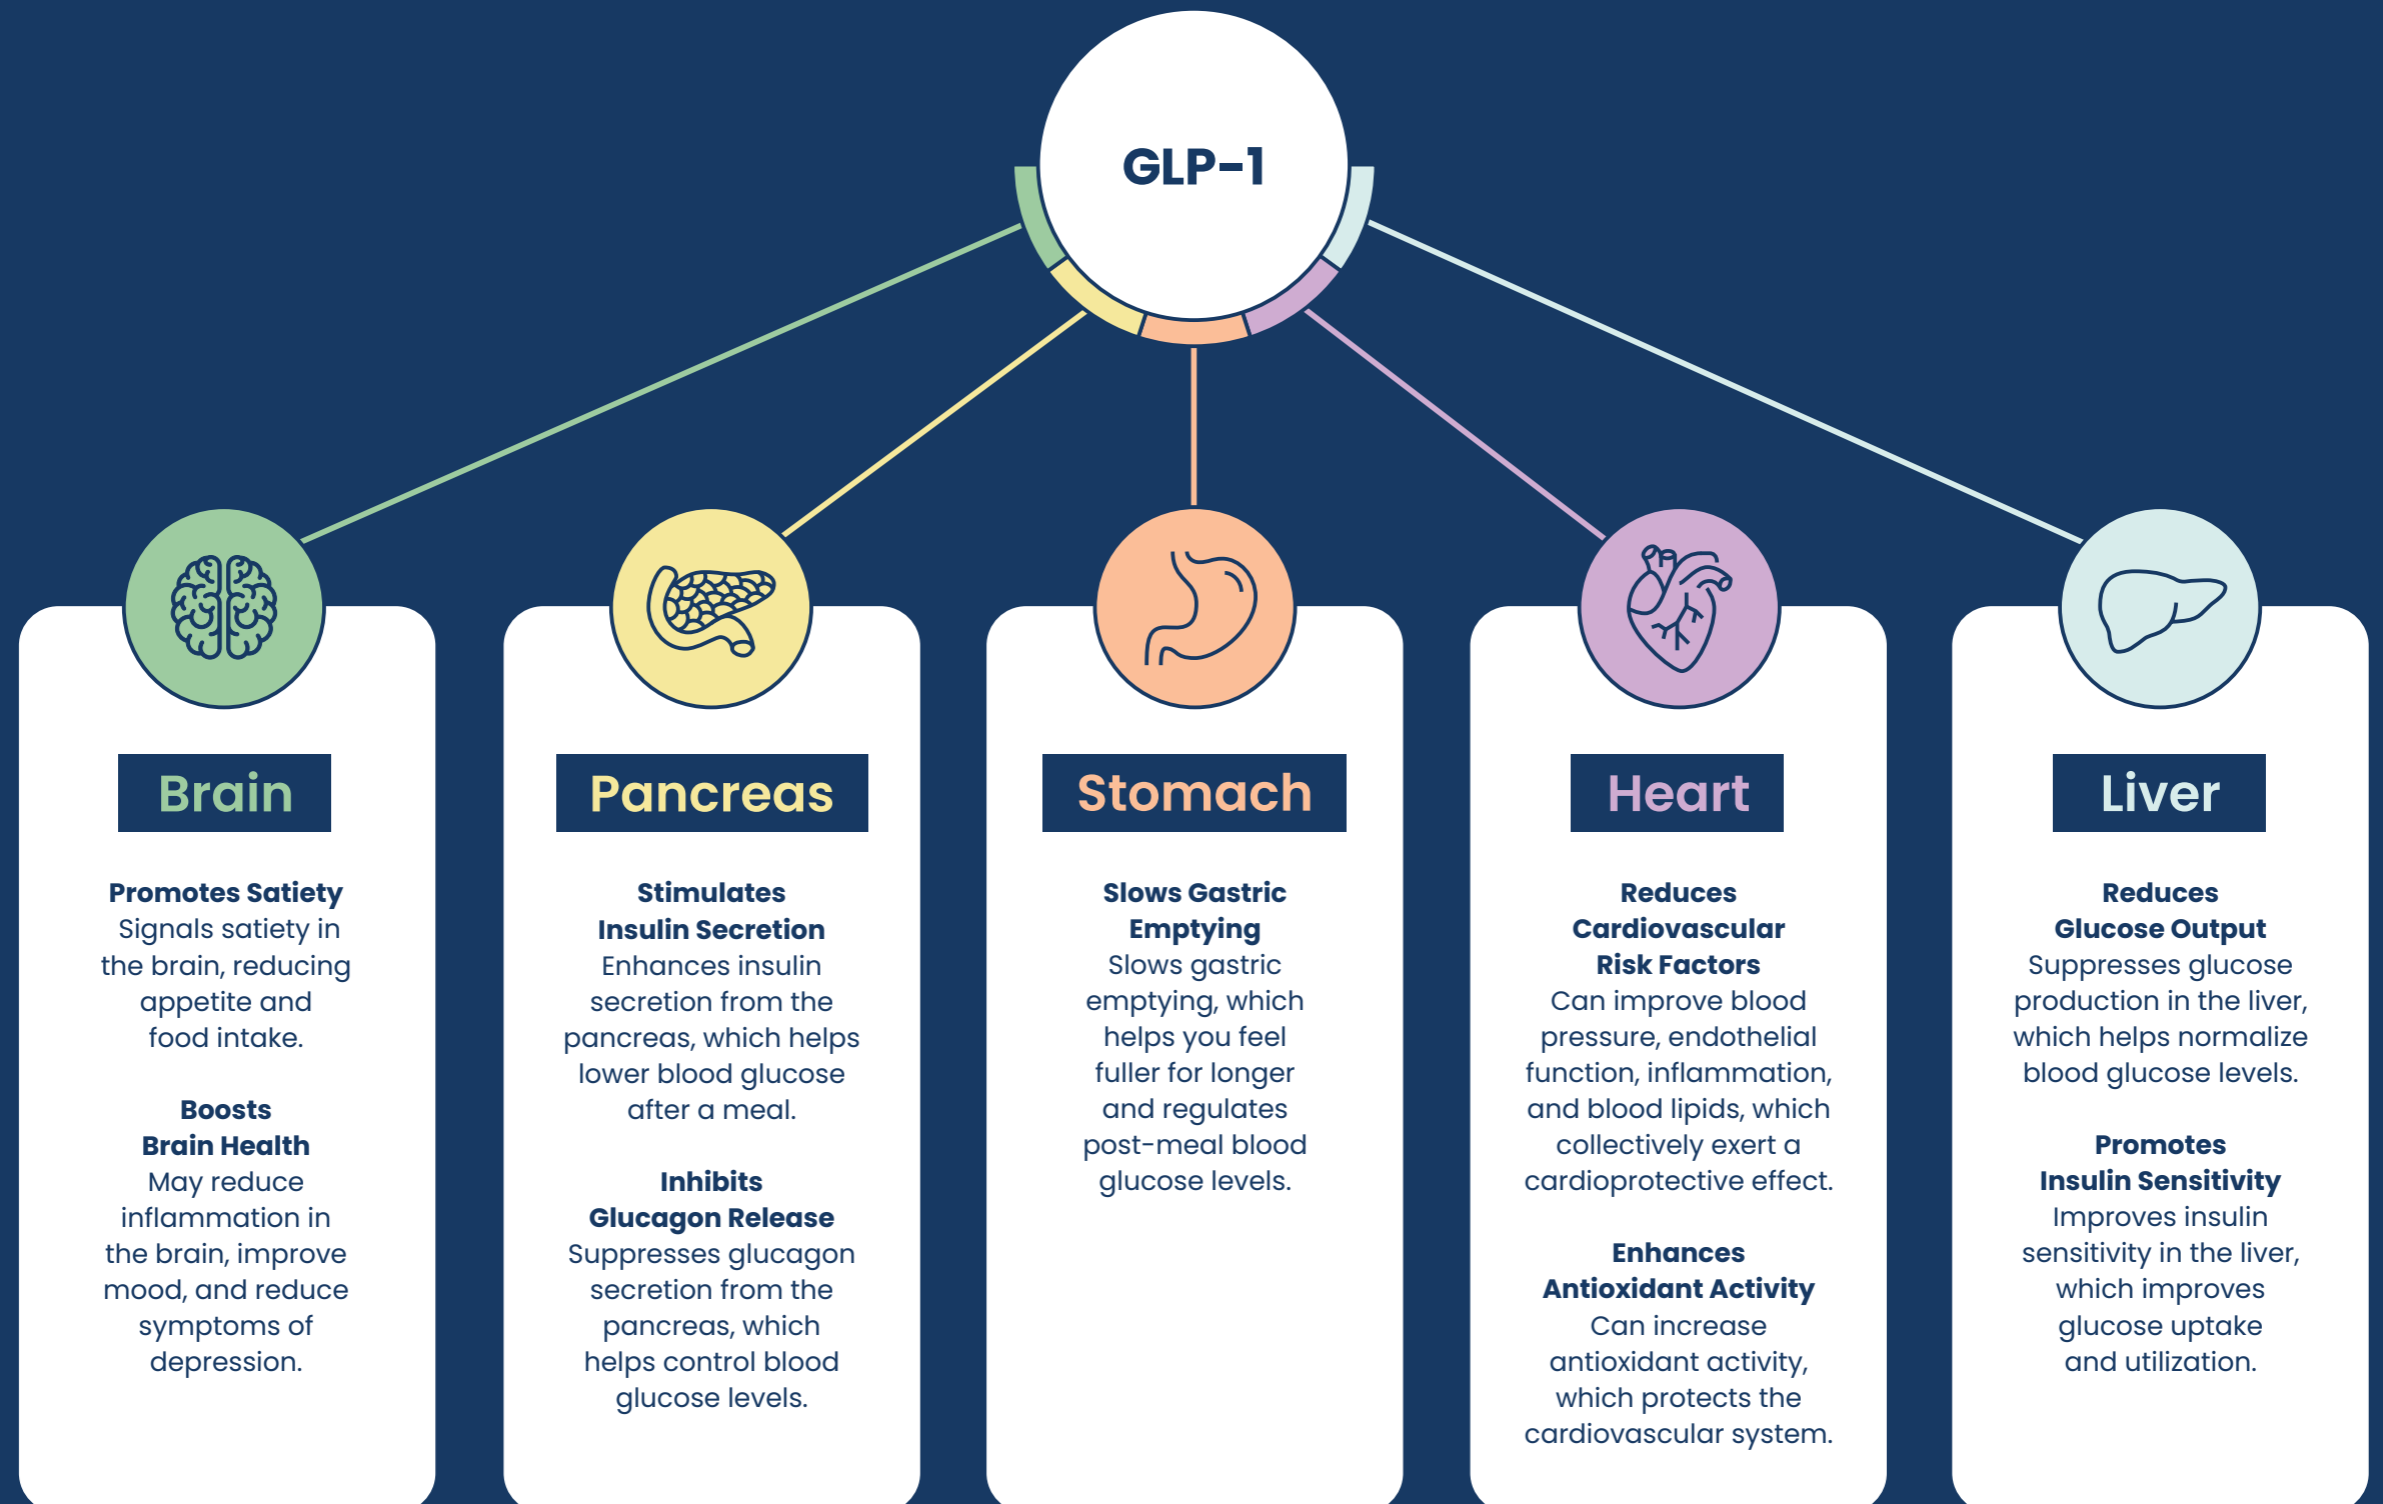 GLP-1
Brain
Promotes Satiety
Signals satiety in
the brain, reducing
appetite and
food intake.
Boosts
Brain Health
May reduce
inflammation in
the brain, improve
mood, and reduce
symptoms of
depression.
Pancreas
Stimulates
Insulin Secretion
Enhances insulin
secretion from the
pancreas, which helps
lower blood glucose
after a meal.
Inhibits
Glucagon Release
Suppresses glucagon
secretion from the
pancreas, which
helps control blood
glucose levels.
Stomach
Slows Gastric
Emptying
Slows gastric
emptying, which
helps you feel
fuller for longer
and regulates
post-meal blood
glucose levels.
Heart
Reduces
Cardiovascular
Risk Factors
Can improve blood
pressure, endothelial
function, inflammation,
and blood lipids, which
collectively exert a
cardioprotective effect.
Enhances
Antioxidant Activity
Can increase
antioxidant activity,
which protects the
cardiovascular system.
Liver
Reduces
Glucose Output
Suppresses glucose
production in the liver,
which helps normalize
blood glucose levels.
Promotes
Insulin Sensitivity
Improves insulin
sensitivity in the liver,
which improves
glucose uptake
and utilization.